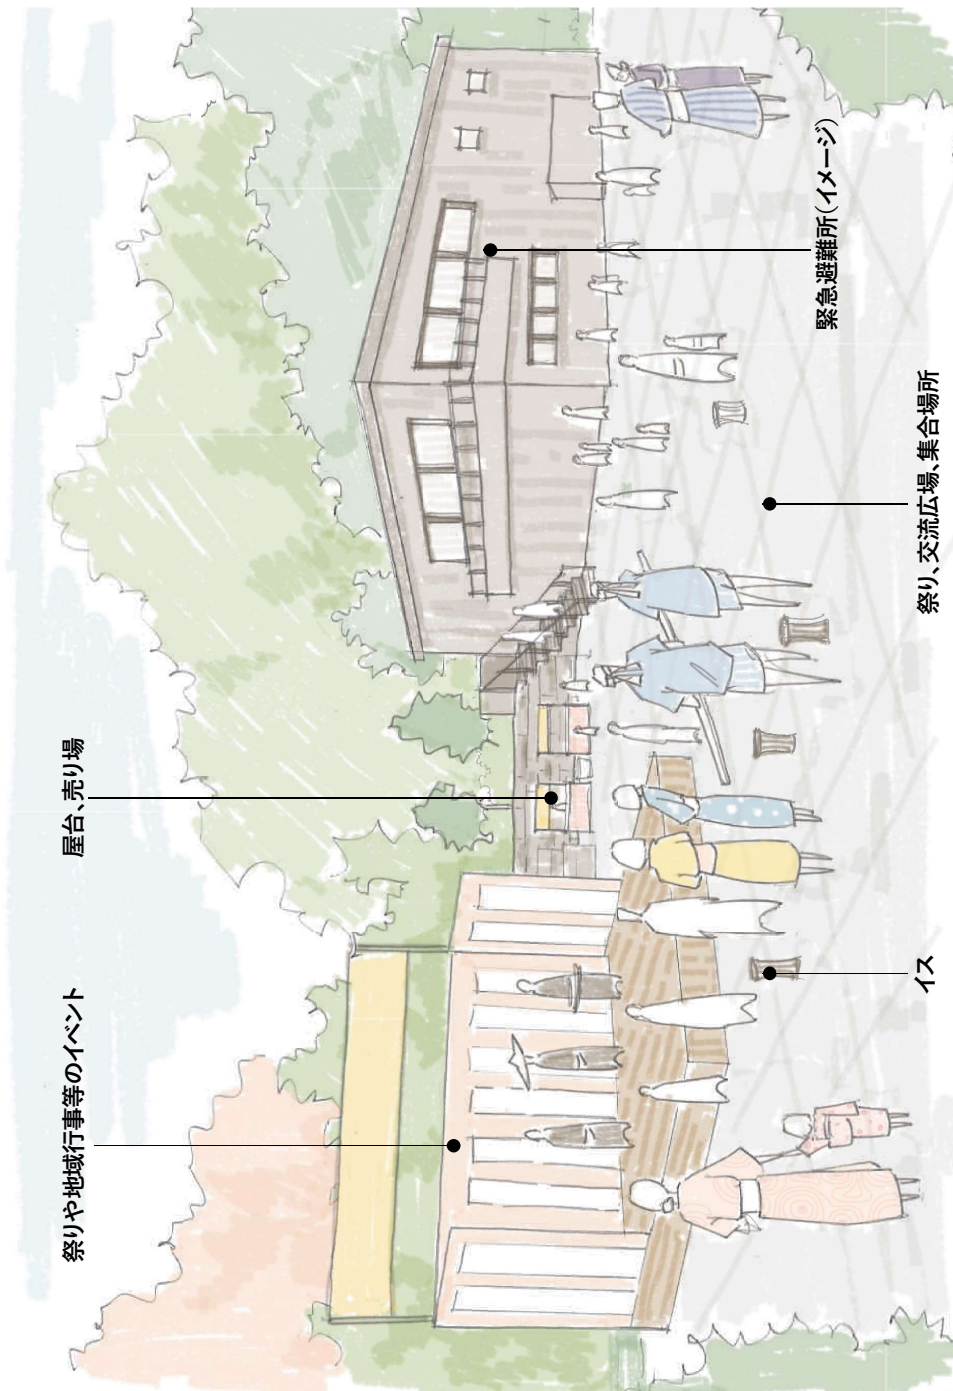 祭りや地域行事等のイベント
屋台、売り場
イス
祭り、交流広場、集合場所
緊急避難所(イメージ)